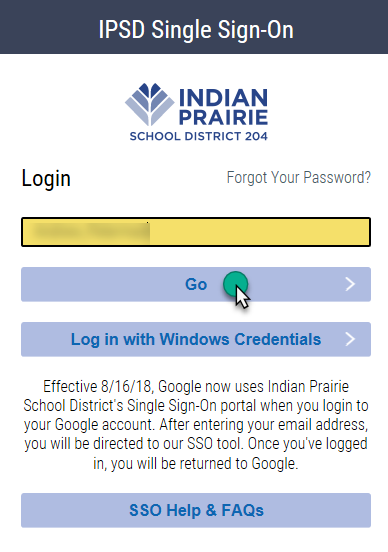 IPSD Single Sign-On
INDIAN
PRAIRIE
SCHOOL DISTRICT 204
Login
Forgot Your Password?
Go
Log in with Windows Credentials
Effective 8/16/18, Google now uses Indian Prairie
School District's Single Sign-On portal when you login to
your Google account. After entering your email address,
you will be directed to our SSO tool. Once you've logged
in, you will be returned to Google.
SSO Help & FAQs